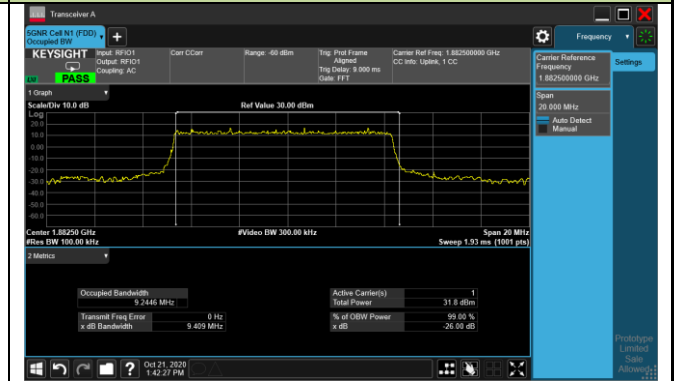 Transceiver A
5GNR Cell N1 (FDD)
Occupied BW
Frequency
KEYSIGHT
LXI
PASS
Input: RFIO1
Output: RFIO1
Coupling: AC
Corr CCorr
Range: -60 dBm
Trig: Prot Frame
Aligned
Trig Delay: 9.000 ms
Gate: FFT
Carrier Ref Freq: 1.882500000 GHz
CC Info: Uplink, 1 CC
Carrier Reference
Frequency
1.882500000 GHz
Settings
Span
20.000 MHz
Auto Detect
Manual
1 Graph
Scale/Div 10.0 dB
Ref Value 30.00 dBm
Log
20.0
10.0
0.00
-10.0
-20.0
-30.0
-40.0
-50.0
-60.0
Center 1.88250 GHz
#Video BW 300.00 kHz
Span 20 MHz
#Res BW 100.00 kHz
Sweep 1.93 ms (1001 pts)
2 Metrics
Occupied Bandwidth
9.2446 MHz
Active Carrier(s) 1
Total Power 31.8 dBm
Transmit Freq Error 0 Hz
x dB Bandwidth 9.409 MHz
% of OBW Power 99.00 %
x dB -26.00 dB
Oct 21, 2020
1:42:27 PM
Prototype
Limited
Sale
Allowed